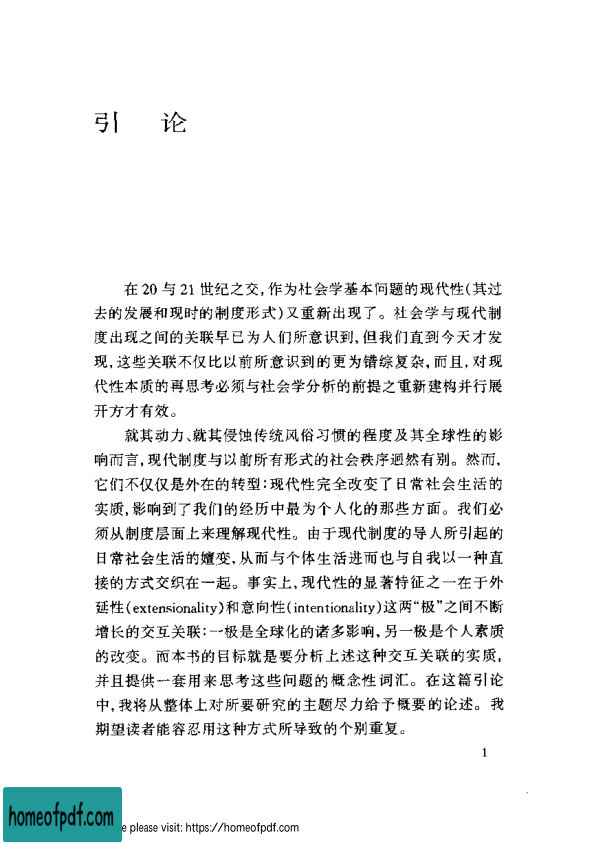 引 论
在 20 与 21 世纪之交,作为社会学基本问题的现代性(其过
去的发展和现时的制度形式)又重新出现了。社会学与现代制
度出现之间的关联早已为人们所意识到,但我们直到今天才发
现,这些关联不仅比以前所意识到的更为错综复杂,而且,对现
代性本质的再思考必须与社会学分析的前提之重新建构并行展
开方才有效。
就其动力、就其侵蚀传统风俗习惯的程度及其全球性的影
响而言,现代制度与以前所有形式的社会秩序迥然有别。然而,
它们不仅仅是外在的转型:现代性完全改变了日常社会生活的
实质,影响到了我们的经历中最为个人化的那些方面。我们必
须从制度层面上来理解现代性。由于现代制度的导人所引起的
日常社会生活的嬗变,从而与个体生活进而也与自我以一种直
接的方式交织在一起。事实上,现代性的显著特征之一在于外
延性(extensionality)和意向性(intentionality)这两“极”之间不断
增长的交互关联:一极是全球化的诸多影响,另一极是个人素质
的改变。而本书的目标就是要分析上述这种交互关联的实质,
并且提供一套用来思考这些问题的概念性词汇。在这篇引论
中,我将从整体上对所要研究的主题尽力给予概要的论述。我
期望读者能容忍用这种方式所导致的个别重复。
1
homeofpdf.com
e please visit: https://homeofpdf.com